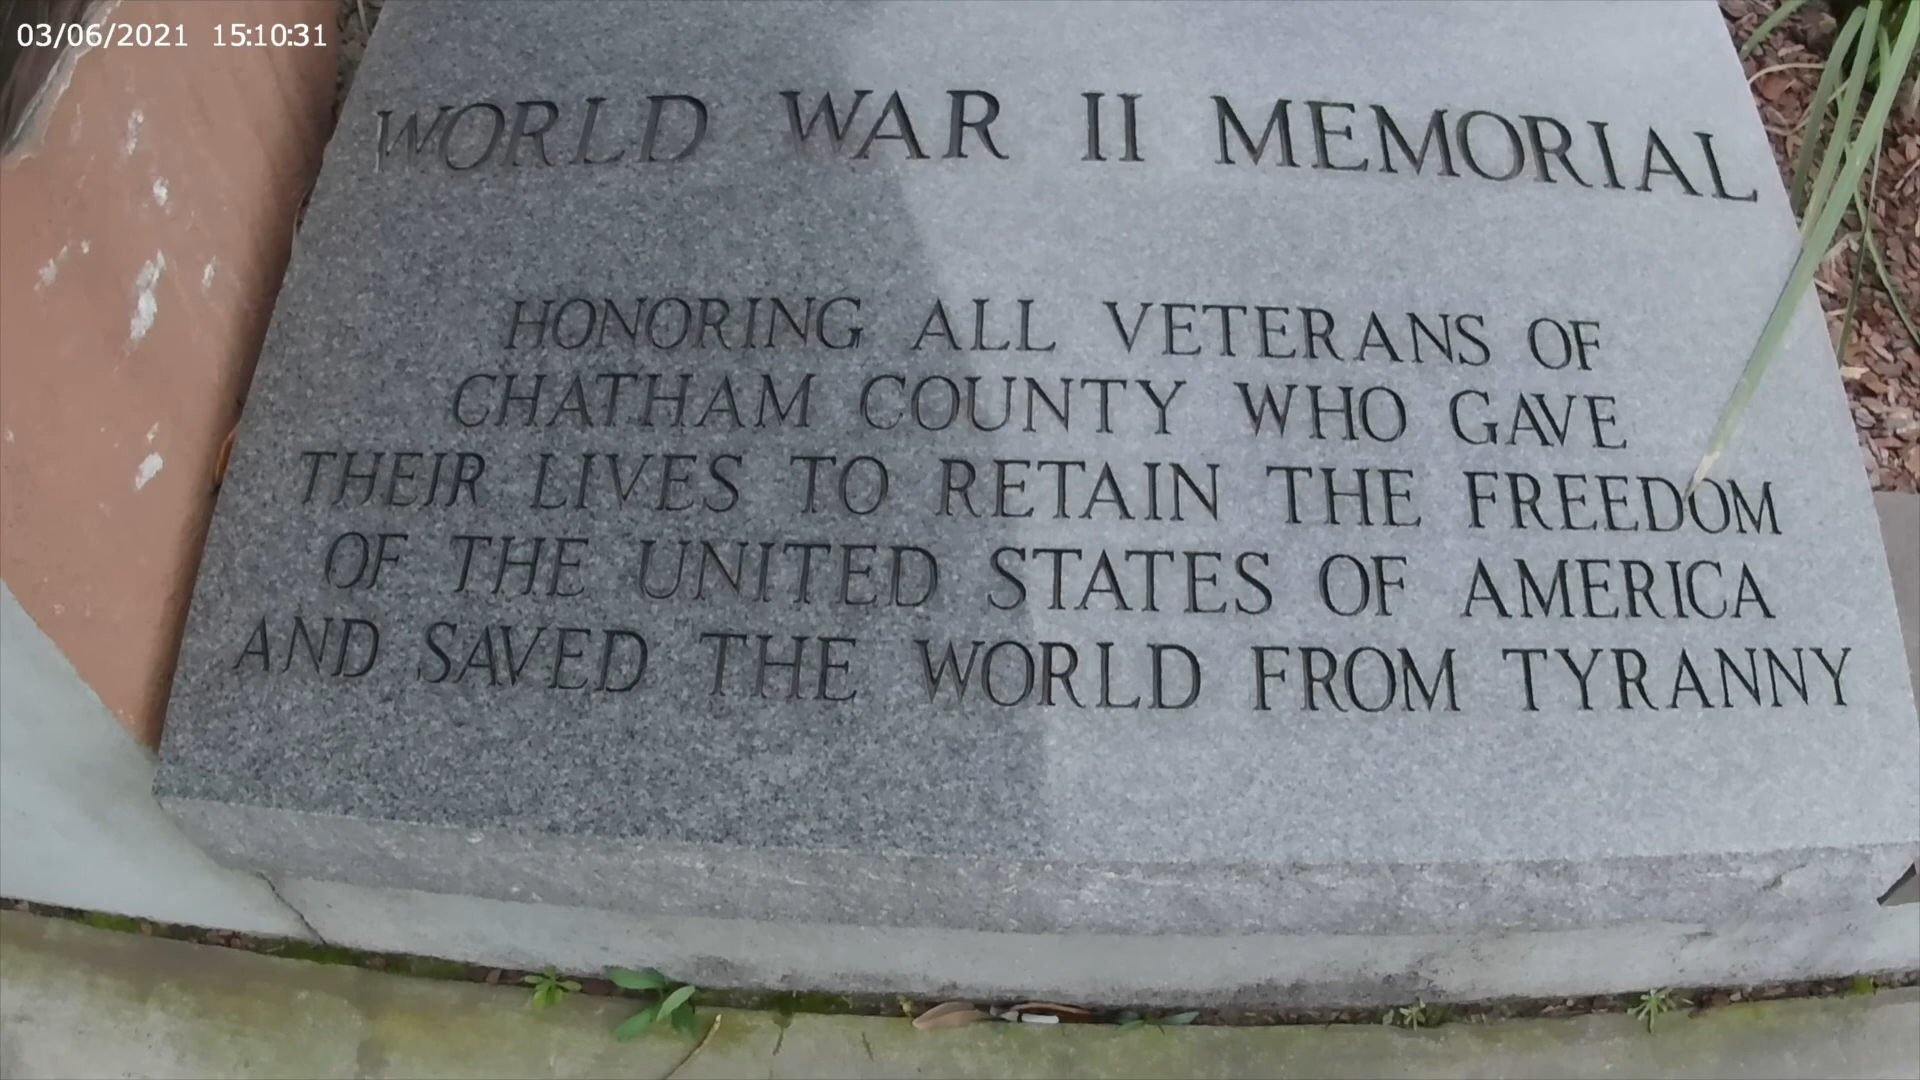 03/06/2021 15:10:31
WORLD WAR II MEMORIAL
HONORING ALL VETERANS OF
CHATHAM COUNTY WHO GAVE
THEIR LIVES TO RETAIN THE FREEDOM
OF THE UNITED STATES OF AMERICA
AND SAVED THE WORLD FROM TYRANNY